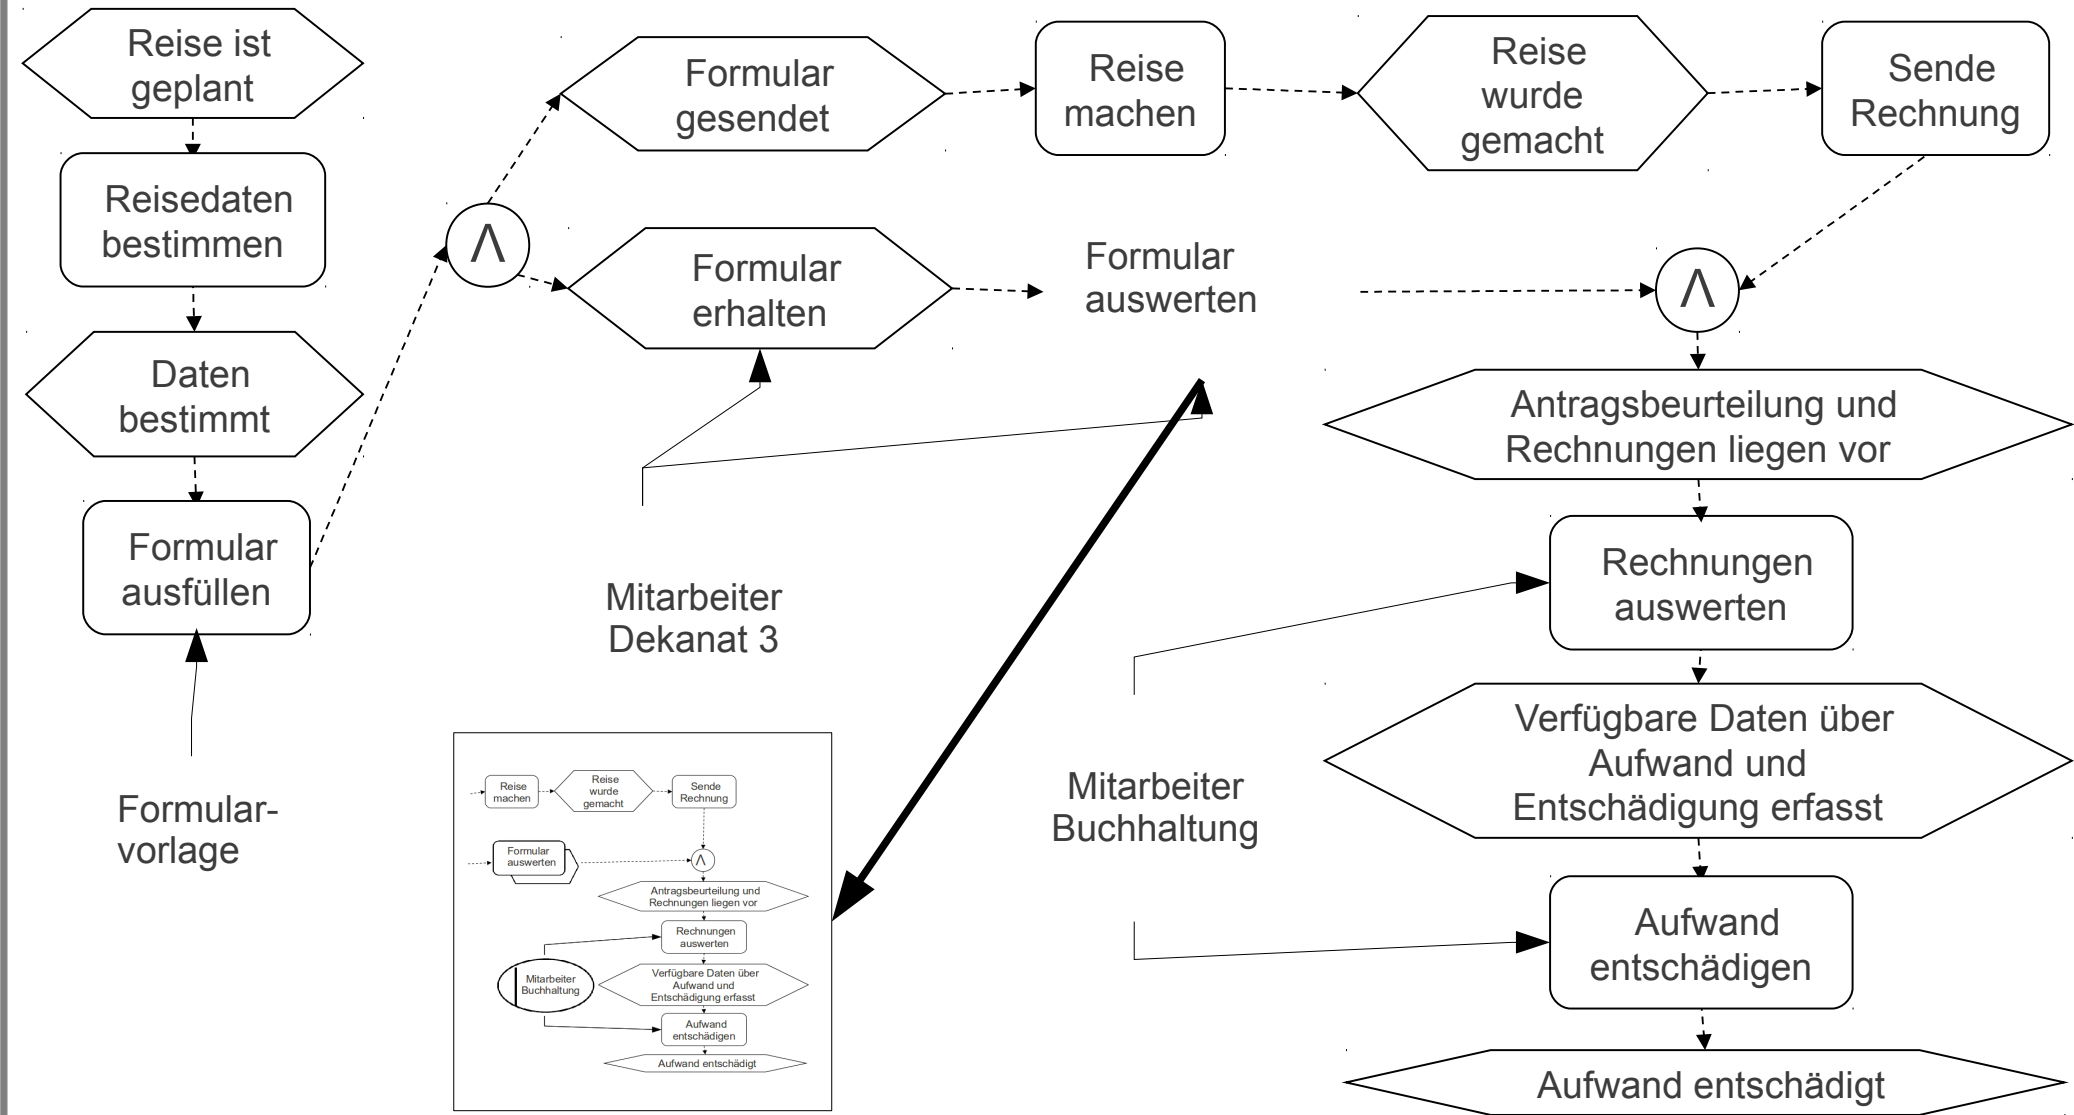 Reise ist
geplant
Reisedaten
bestimmen
Daten
bestimmt
Formular
ausfüllen
Formular-
vorlage
Λ
Formular
gesendet
Reise
machen
Reise
wurde
gemacht
Sende
Rechnung
Formular
erhalten
Formular
auswerten
Λ
Mitarbeiter
Dekanat 3
Antragsbeurteilung und
Rechnungen liegen vor
Rechnungen
auswerten
Verfügbare Daten über
Aufwand und
Entschädigung erfasst
Mitarbeiter
Buchhaltung
Aufwand
entschädigen
Aufwand entschädigt
Reise
machen
Reise
wurde
gemacht
Sende
Rechnung
Formular
auswerten
Λ
Antragsbeurteilung und
Rechnungen liegen vor
Rechnungen
auswerten
Mitarbeiter
Buchhaltung
Verfügbare Daten über
Aufwand und
Entschädigung erfasst
Aufwand
entschädigen
Aufwand entschädigt